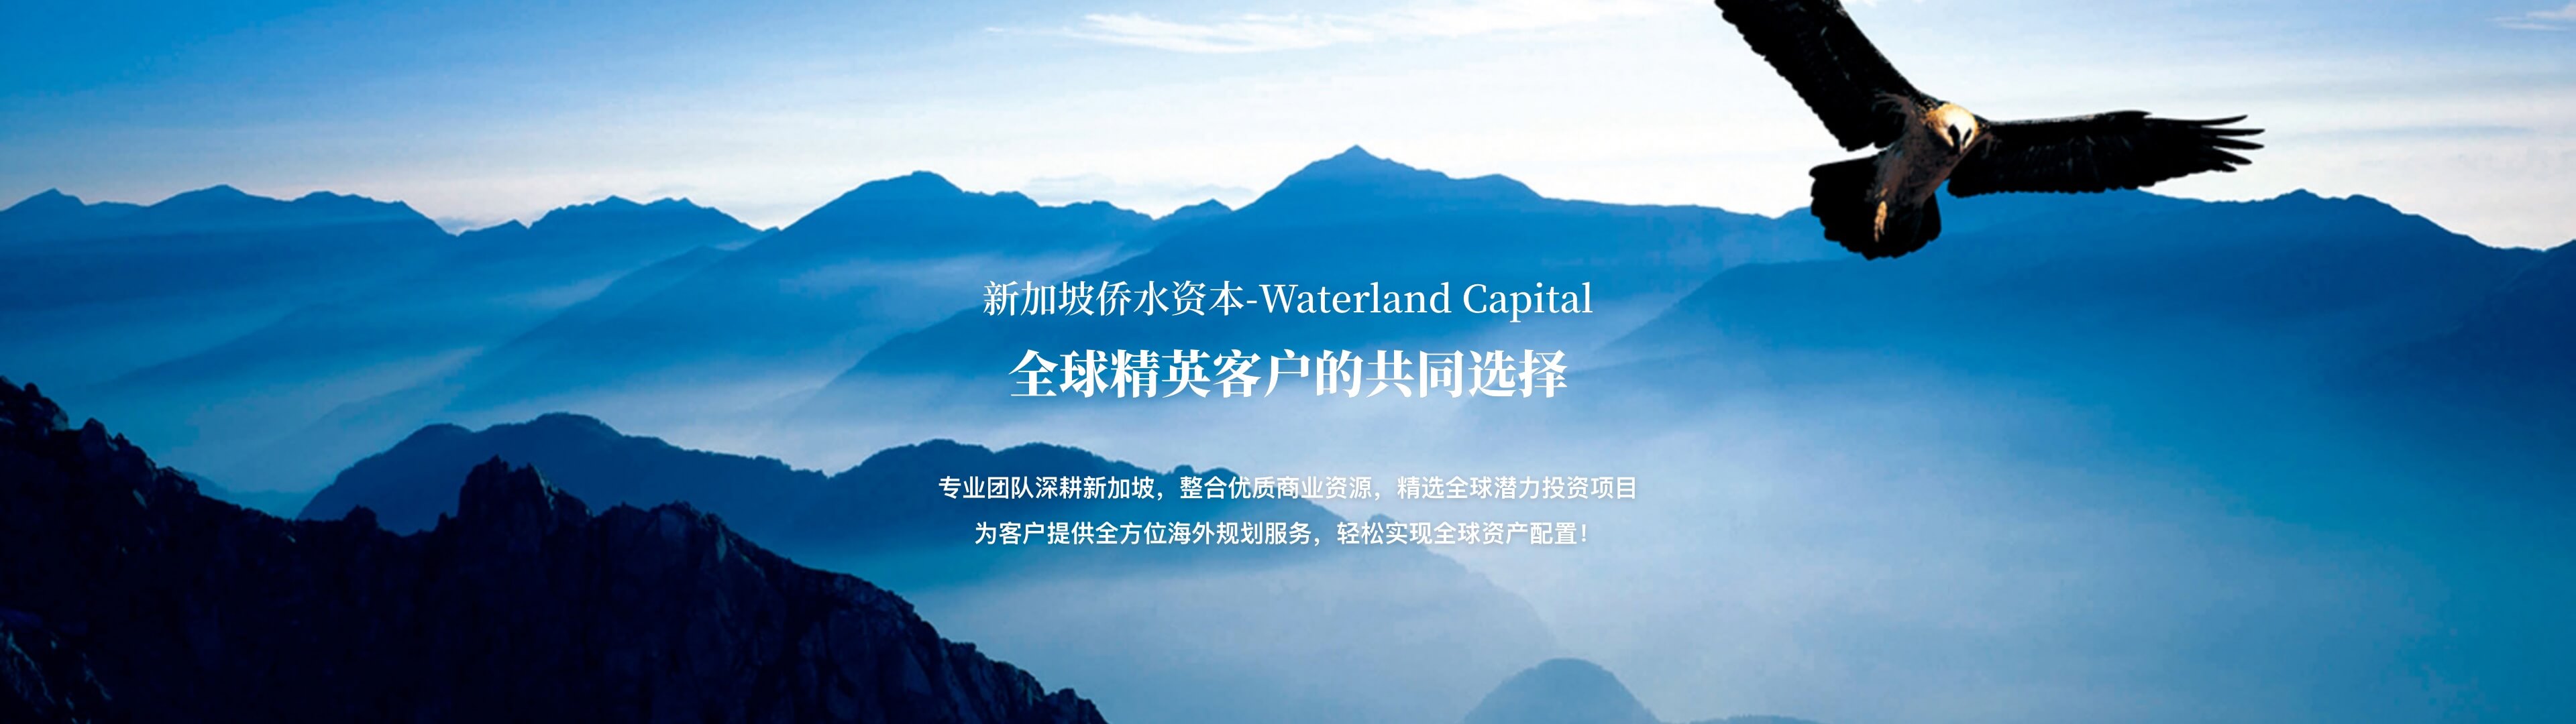 新加坡侨水资本-Waterland Capital
全球精英客户的共同选择
专业团队深耕新加坡，整合优质商业资源，精选全球潜力投资项目
为客户提供全方位海外规划服务，轻松实现全球资产配置！